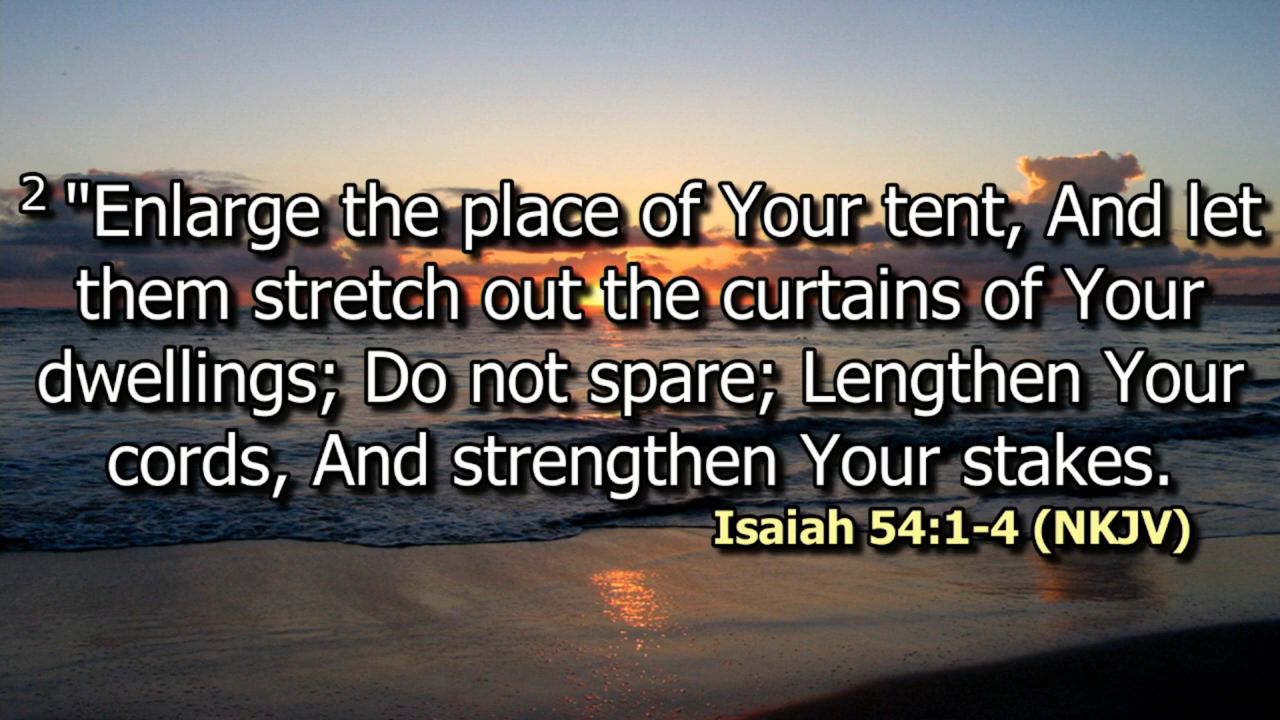 2 "Enlarge the place of Your tent, And let
them stretch out the curtains of Your
dwellings; Do not spare; Lengthen Your
cords, And strengthen Your stakes.
Isaiah 54:1-4 (NKJV)